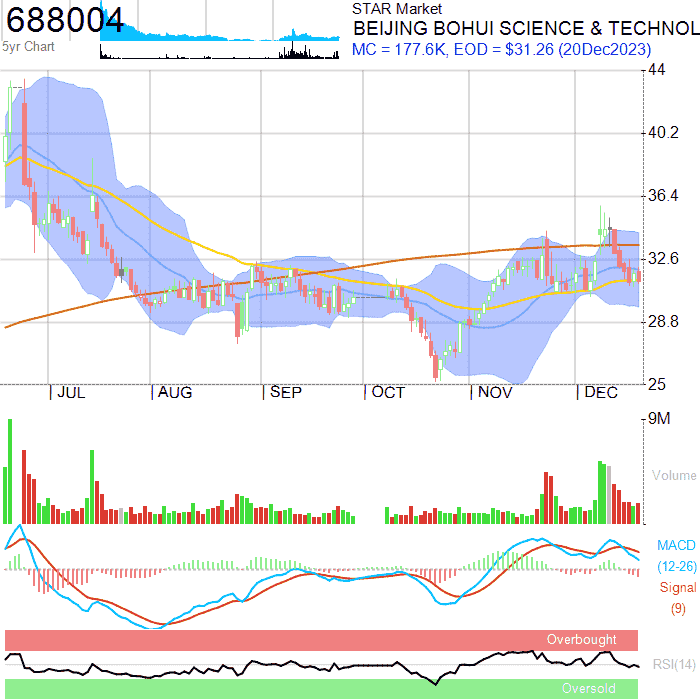 688004
5yr Chart
STAR Market
BEIJING BOHUI SCIENCE & TECHNOL
MC = 177.6K, EOD = $31.26 (20Dec2023)
44
40.2
36.4
32.6
28.8
25
| JUL | AUG | SEP | OCT | NOV | DEC
9M
Volume
MACD
(12-26)
Signal
(9)
Overbought
RSI(14)
Oversold